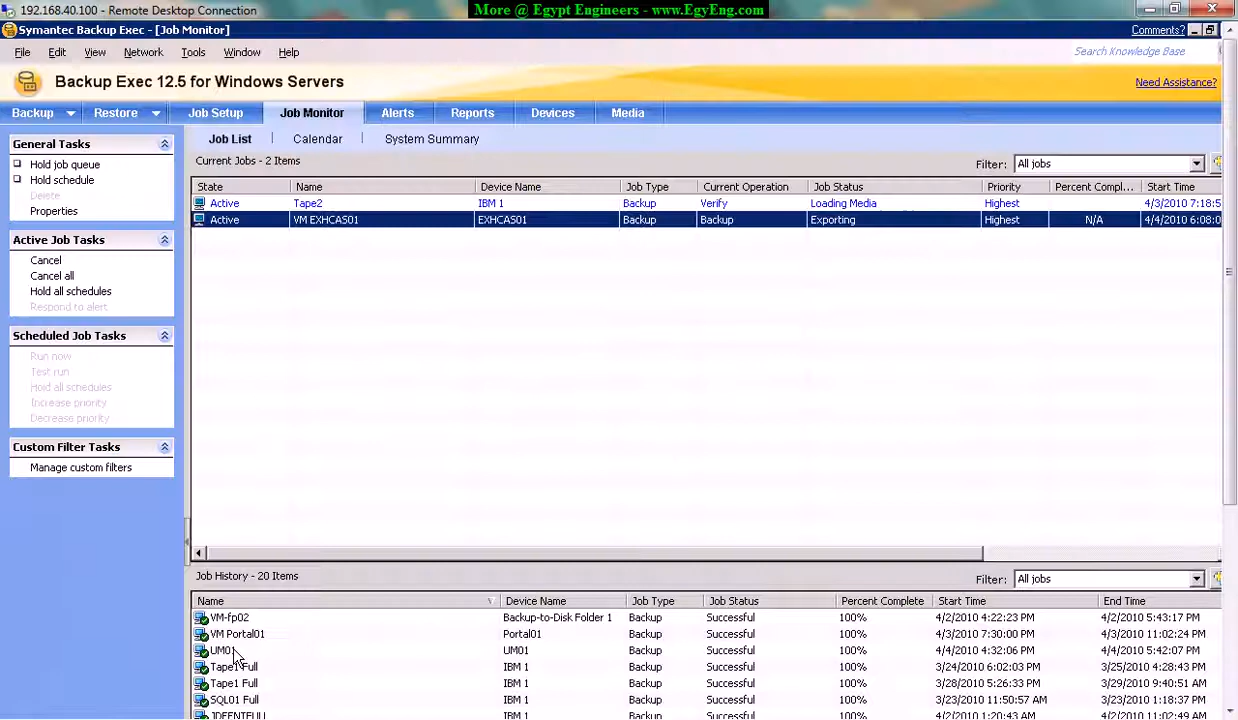 192.168.40.100 - Remote Desktop Connection
More @ Egypt Engineers - www.EgyEng.com
Symantec Backup Exec - [Job Monitor]
Comments?
File Edit View Network Tools Window Help
Search Knowledge Base
Backup Exec 12.5 for Windows Servers
Need Assistance?
Backup Restore Job Setup Job Monitor Alerts Reports Devices Media
General Tasks
Hold job queue
Hold schedule
Delete
Properties
Active Job Tasks
Cancel
Cancel all
Hold all schedules
Respond to alert
Scheduled Job Tasks
Run now
Test run
Hold all schedules
Increase priority
Decrease priority
Custom Filter Tasks
Manage custom filters
Job List Calendar System Summary
Current Jobs - 2 Items
Filter: All jobs
State Name Device Name Job Type Current Operation Job Status Priority Percent Compl... Start Time
Active Tape2 IBM 1 Backup Verify Loading Media Highest 4/3/2010 7:18:5
Active VM EXHCAS01 EXHCAS01 Backup Backup Exporting Highest N/A 4/4/2010 6:08:0
Job History - 20 Items
Filter: All jobs
Name Device Name Job Type Job Status Percent Complete Start Time End Time
VM-fp02 Backup-to-Disk Folder 1 Backup Successful 100% 4/2/2010 4:22:23 PM 4/2/2010 5:43:17 PM
VM Portal01 Portal01 Backup Successful 100% 4/3/2010 7:30:00 PM 4/3/2010 11:02:24 PM
UM01 UM01 Backup Successful 100% 4/4/2010 4:32:06 PM 4/4/2010 5:42:07 PM
Tape1 Full IBM 1 Backup Successful 100% 3/24/2010 6:02:03 PM 3/25/2010 4:28:43 PM
Tape1 Full IBM 1 Backup Successful 100% 3/28/2010 5:26:33 PM 3/29/2010 9:40:51 AM
SQL01 Full IBM 1 Backup Successful 100% 3/23/2010 11:50:57 AM 3/24/2010 1:18:37 PM
IBM 1 Backup Successful 100% 4/1/2010 1:20:43 AM 4/1/2010 11:02:49 AM